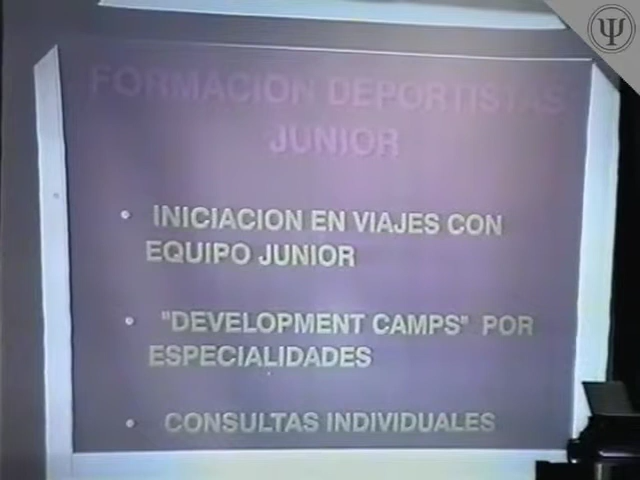 FORMACION DEPORTISTAS
JUNIOR
• INICIACION EN VIAJES CON
EQUIPO JUNIOR
• "DEVELOPMENT CAMPS" POR
ESPECIALIDADES
• CONSULTAS INDIVIDUALES
Ψ